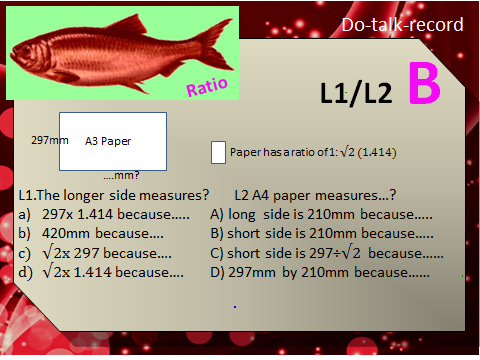 Do-talk-record
Ratio
L1/L2 B
297mm A3 Paper
....mm?
Paper has a ratio of 1: √2 (1.414)
L1.The longer side measures? L2 A4 paper measures...?
a) 297x 1.414 because..... A) long side is 210mm because.....
b) 420mm because.... B) short side is 210mm because.....
c) √2x 297 because.... C) short side is 297÷√2 because......
d) √2x 1.414 because.... D) 297mm by 210mm because......